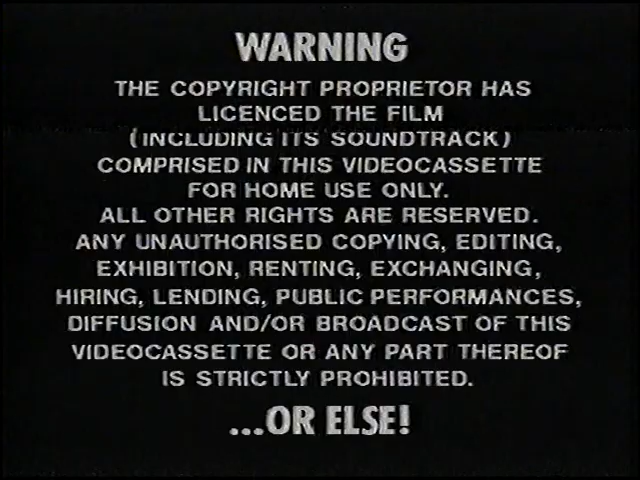 WARNING
THE COPYRIGHT PROPRIETOR HAS
LICENCED THE FILM
(INCLUDING ITS SOUNDTRACK)
COMPRISED IN THIS VIDEOCASSETTE
FOR HOME USE ONLY.
ALL OTHER RIGHTS ARE RESERVED.
ANY UNAUTHORISED COPYING, EDITING,
EXHIBITION, RENTING, EXCHANGING,
HIRING, LENDING, PUBLIC PERFORMANCES,
DIFFUSION AND/OR BROADCAST OF THIS
VIDEOCASSETTE OR ANY PART THEREOF
IS STRICTLY PROHIBITED.
...OR ELSE!